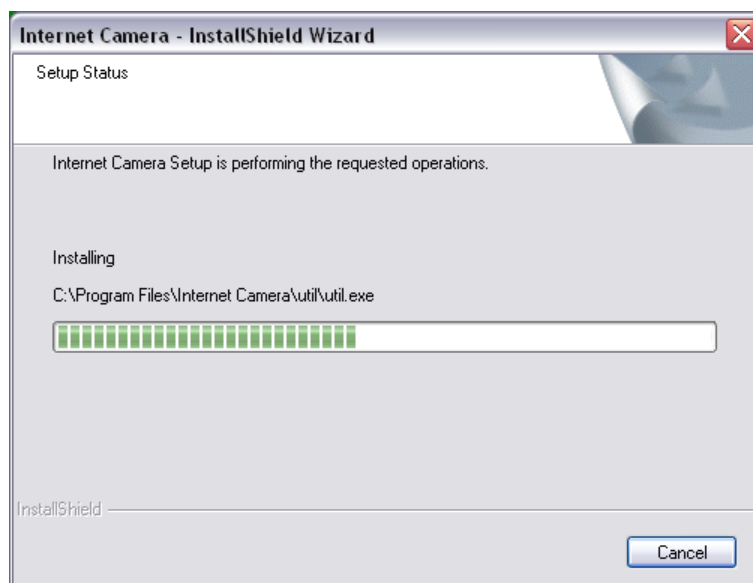 Internet Camera - InstallShield Wizard
Setup Status
Internet Camera Setup is performing the requested operations.
Installing
C:\Program Files\Internet Camera\util\util.exe
InstallShield
Cancel